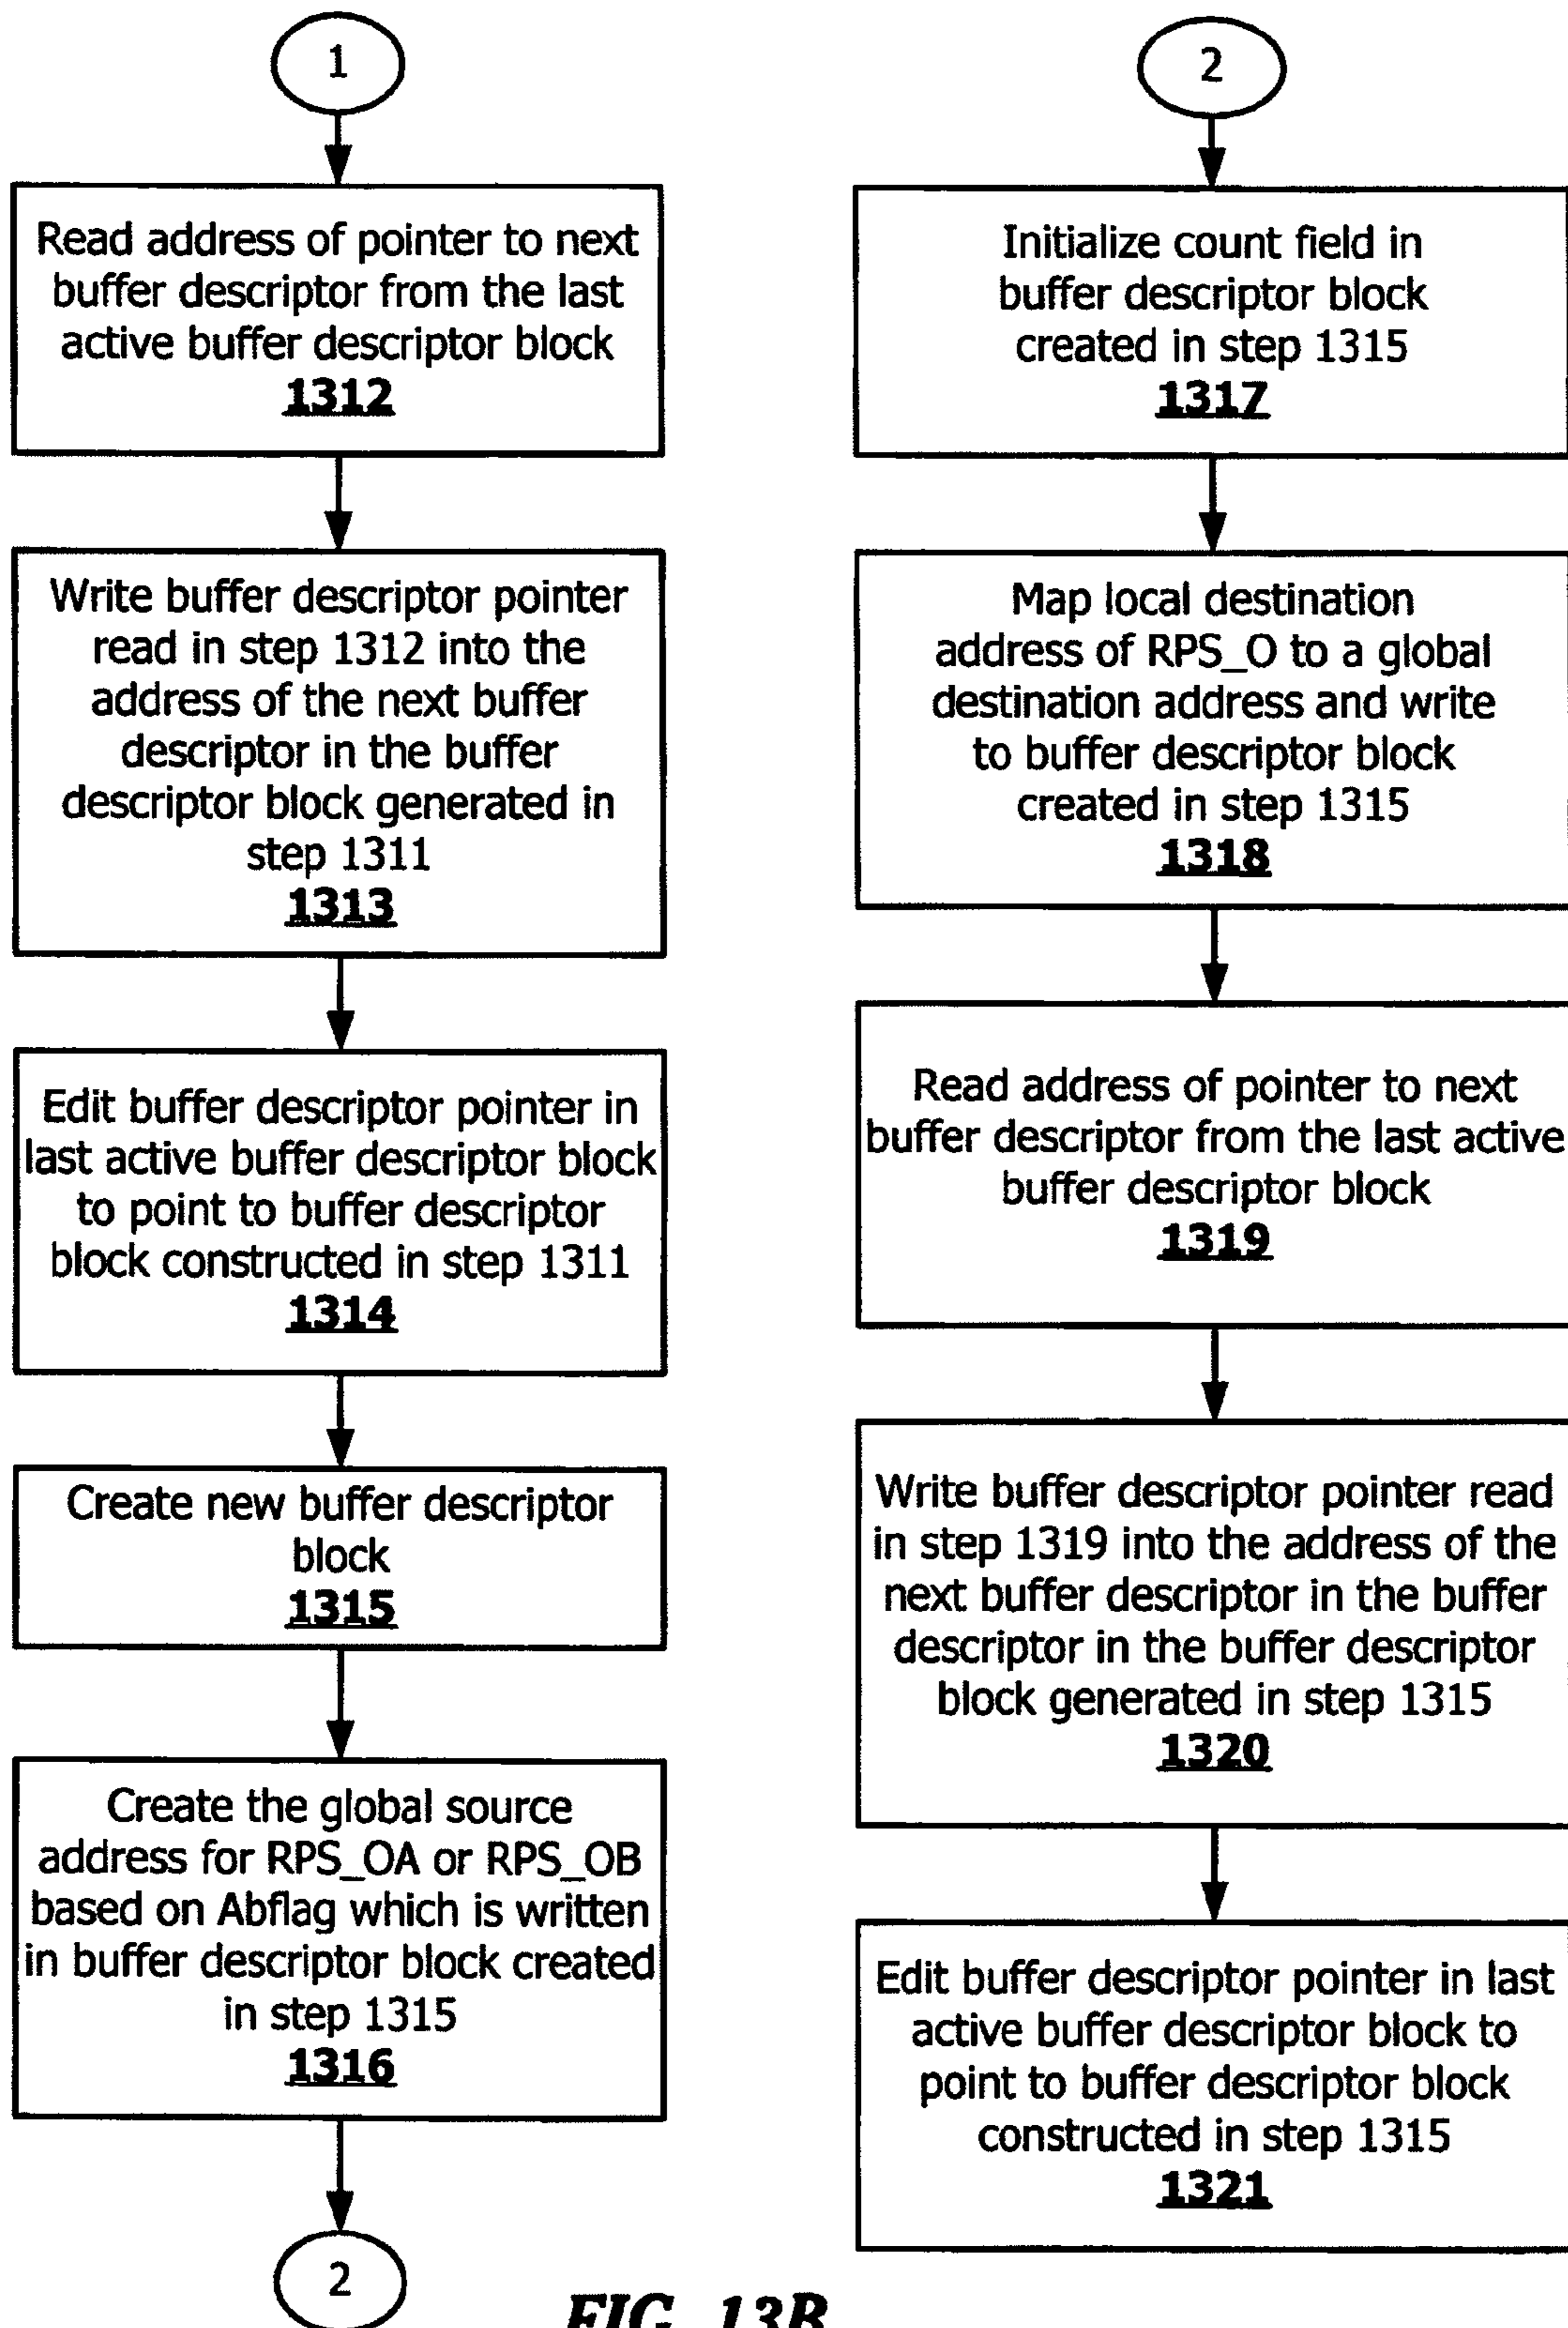 1
Read address of pointer to next
buffer descriptor from the last
active buffer descriptor block
1312
Write buffer descriptor pointer
read in step 1312 into the
address of the next buffer
descriptor in the buffer
descriptor block generated in
step 1311
1313
Edit buffer descriptor pointer in
last active buffer descriptor block
to point to buffer descriptor
block constructed in step 1311
1314
Create new buffer descriptor
block
1315
Create the global source
address for RPS_OA or RPS_OB
based on Abflag which is written
in buffer descriptor block created
in step 1315
1316
2
2
Initialize count field in
buffer descriptor block
created in step 1315
1317
Map local destination
address of RPS_O to a global
destination address and write
to buffer descriptor block
created in step 1315
1318
Read address of pointer to next
buffer descriptor from the last active
buffer descriptor block
1319
Write buffer descriptor pointer read
in step 1319 into the address of the
next buffer descriptor in the buffer
descriptor in the buffer descriptor
block generated in step 1315
1320
Edit buffer descriptor pointer in last
active buffer descriptor block to
point to buffer descriptor block
constructed in step 1315
1321
FIG. 13B